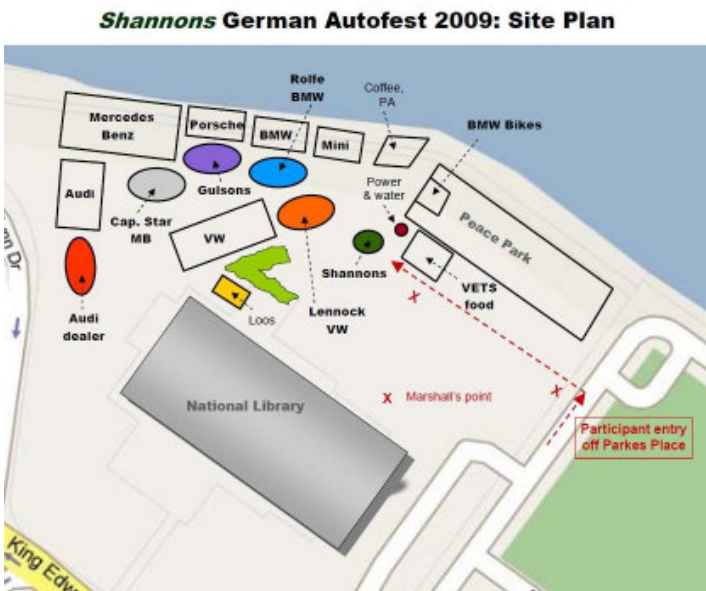 Shannons German Autofest 2009: Site Plan
Rolfe
BMW
Coffee,
PA
Mercedes
Benz
Porsche
BMW
Mini
BMW Bikes
Audi
Gulsons
Power
& water
Peace Park
Cap. Star
MB
VW
Shannons
VETS
food
Audi
dealer
Loos
Lennock
VW
National Library
X Marshall's point
X
X
Participant entry
off Parkes Place
King Edw
Dr